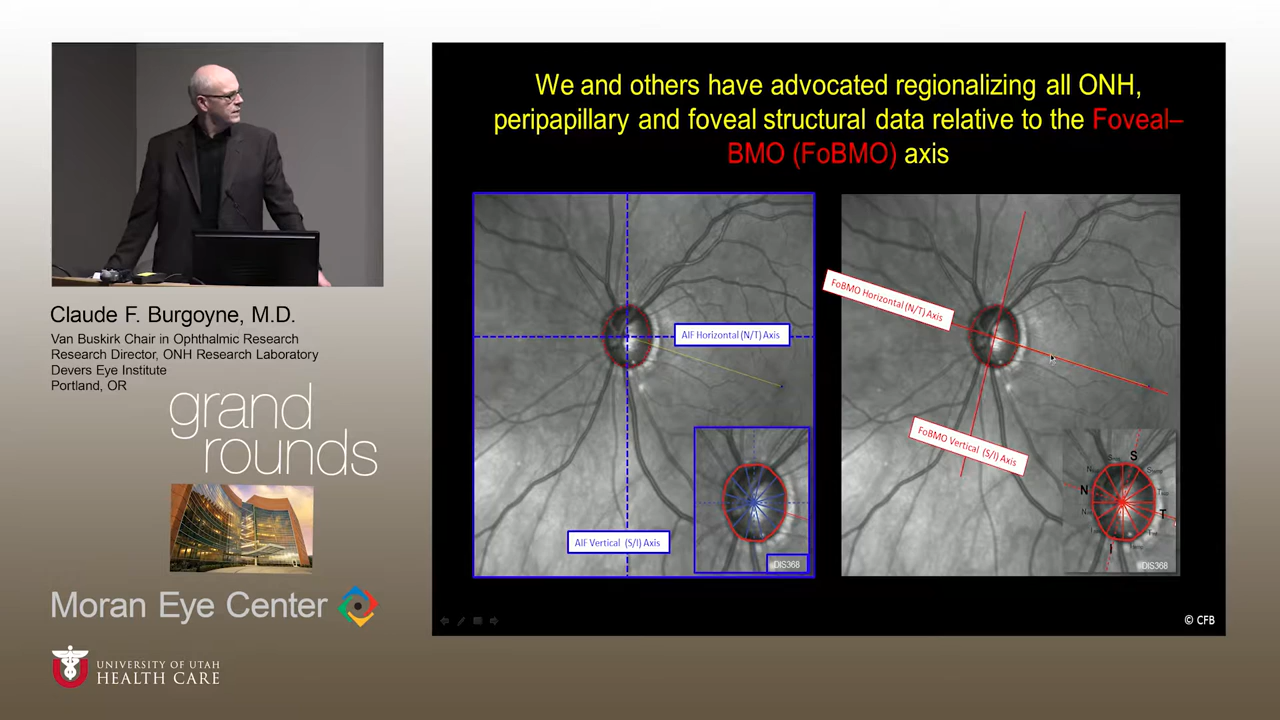 We and others have advocated regionalizing all ONH,
peripapillary and foveal structural data relative to the Foveal–
BMO (FoBMO) axis
AIF Horizontal (N/T) Axis
AIF Vertical (S/I) Axis
DIS368
FoBMO Horizontal (N/T) Axis
FoBMO Vertical (S/I) Axis
S
N
T
I
DIS368
© CFB
Claude F. Burgoyne, M.D.
Van Buskirk Chair in Ophthalmic Research
Research Director, ONH Research Laboratory
Devers Eye Institute
Portland, OR
grand
rounds
Moran Eye Center
U
UNIVERSITY OF UTAH
HEALTH CARE